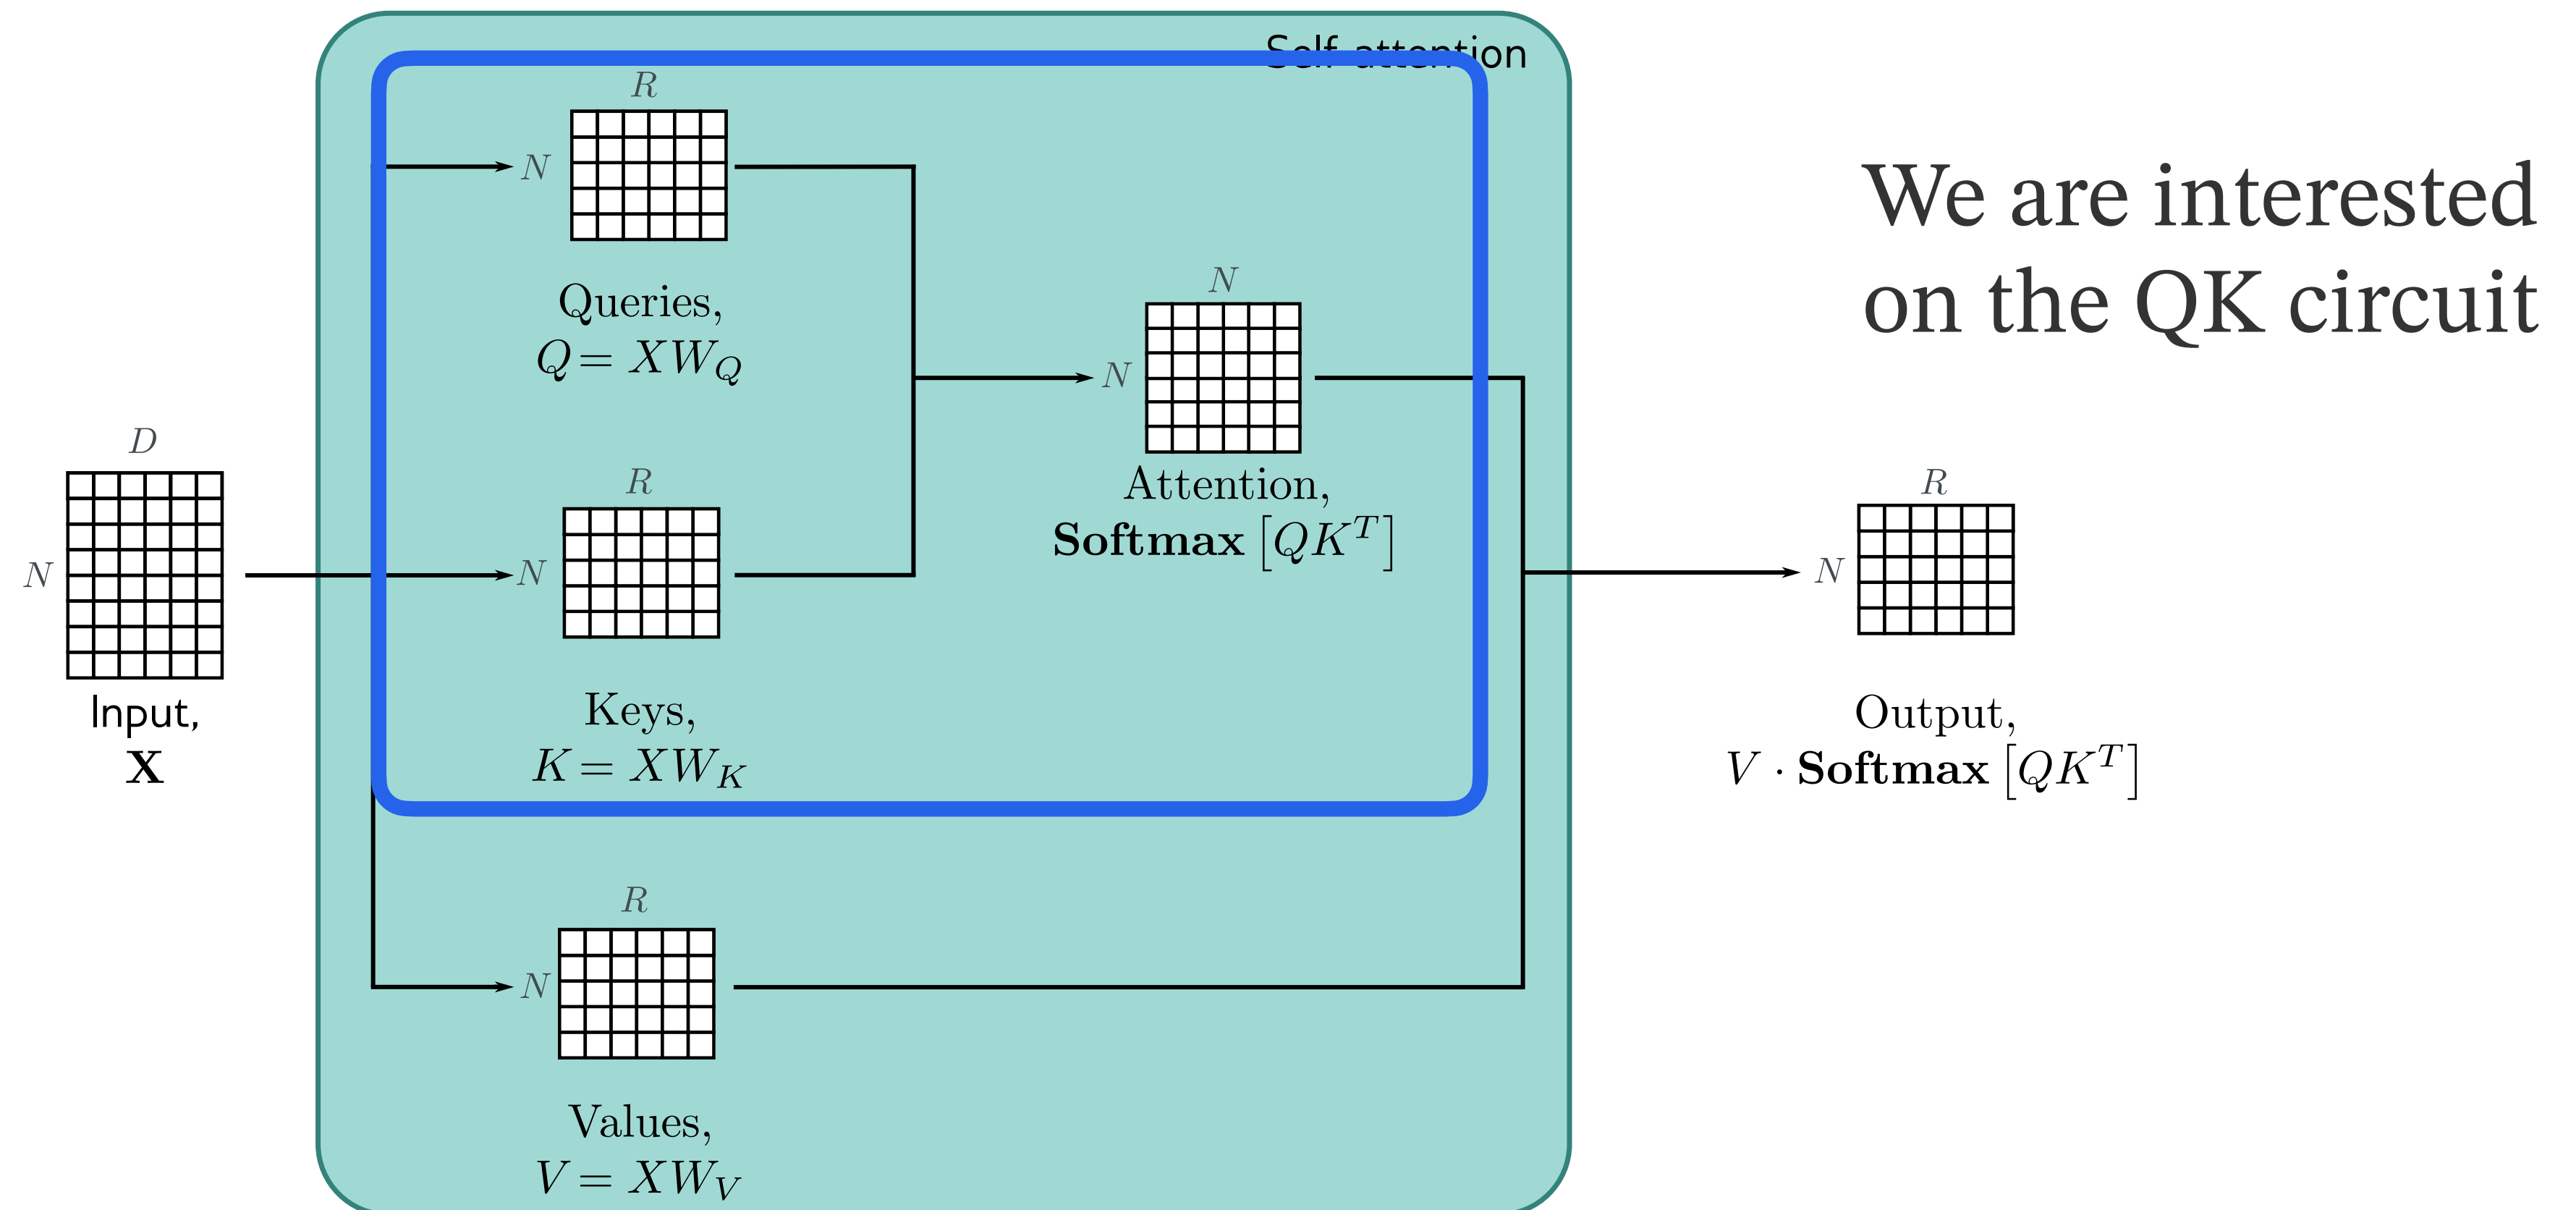 Self-attention
R
N
Queries,
Q = XW_Q
D
N
Input,
X
R
N
Keys,
K = XW_K
N
N
Attention,
Softmax [QK^T]
R
N
Values,
V = XW_V
We are interested
on the QK circuit
R
N
Output,
V · Softmax [QK^T]